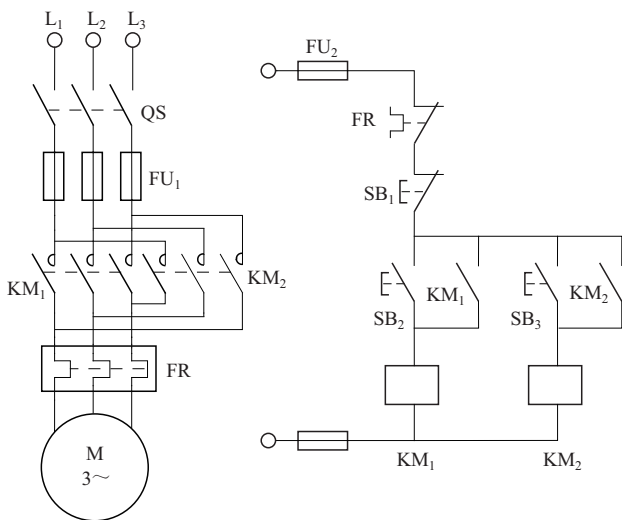 L₁ L₂ L₃
QS
FU₁
KM₁
KM₂
FR
M
3～
FU₂
FR
SB₁
KM₁
KM₂
SB₂
SB₃
KM₁
KM₂